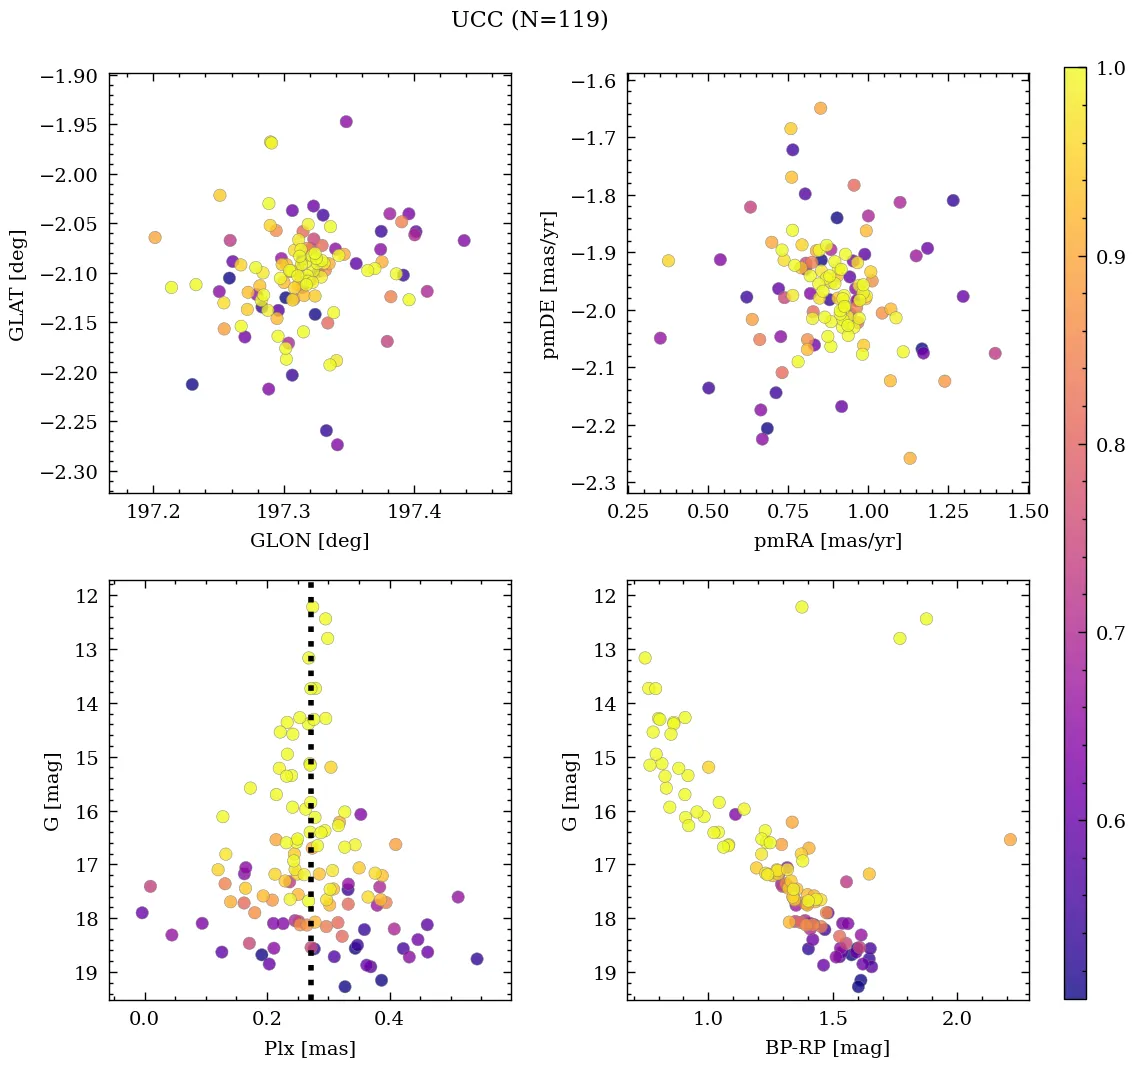 UCC (N=119)
−1.90
−1.95
−2.00
−2.05
−2.10
−2.15
−2.20
−2.25
−2.30
GLAT [deg]
197.2 197.3 197.4
GLON [deg]
−1.6
−1.7
−1.8
−1.9
−2.0
−2.1
−2.2
−2.3
pmDE [mas/yr]
0.25 0.50 0.75 1.00 1.25 1.50
pmRA [mas/yr]
12
13
14
15
16
17
18
19
G [mag]
0.0 0.2 0.4
Plx [mas]
12
13
14
15
16
17
18
19
G [mag]
1.0 1.5 2.0
BP-RP [mag]
1.0
0.9
0.8
0.7
0.6